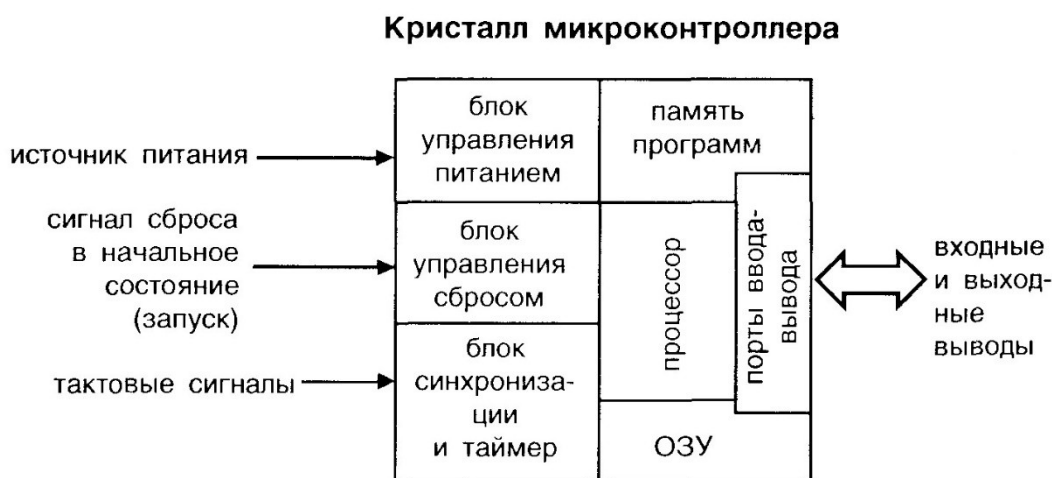 Кристалл микроконтроллера
источник питания
сигнал сброса
в начальное
состояние
(запуск)
тактовые сигналы
блок
управления
питанием
блок
управления
сбросом
блок
синхрониза-
ции
и таймер
память
программ
процессор
порты ввода-
вывода
ОЗУ
входные
и выход-
ные
выводы